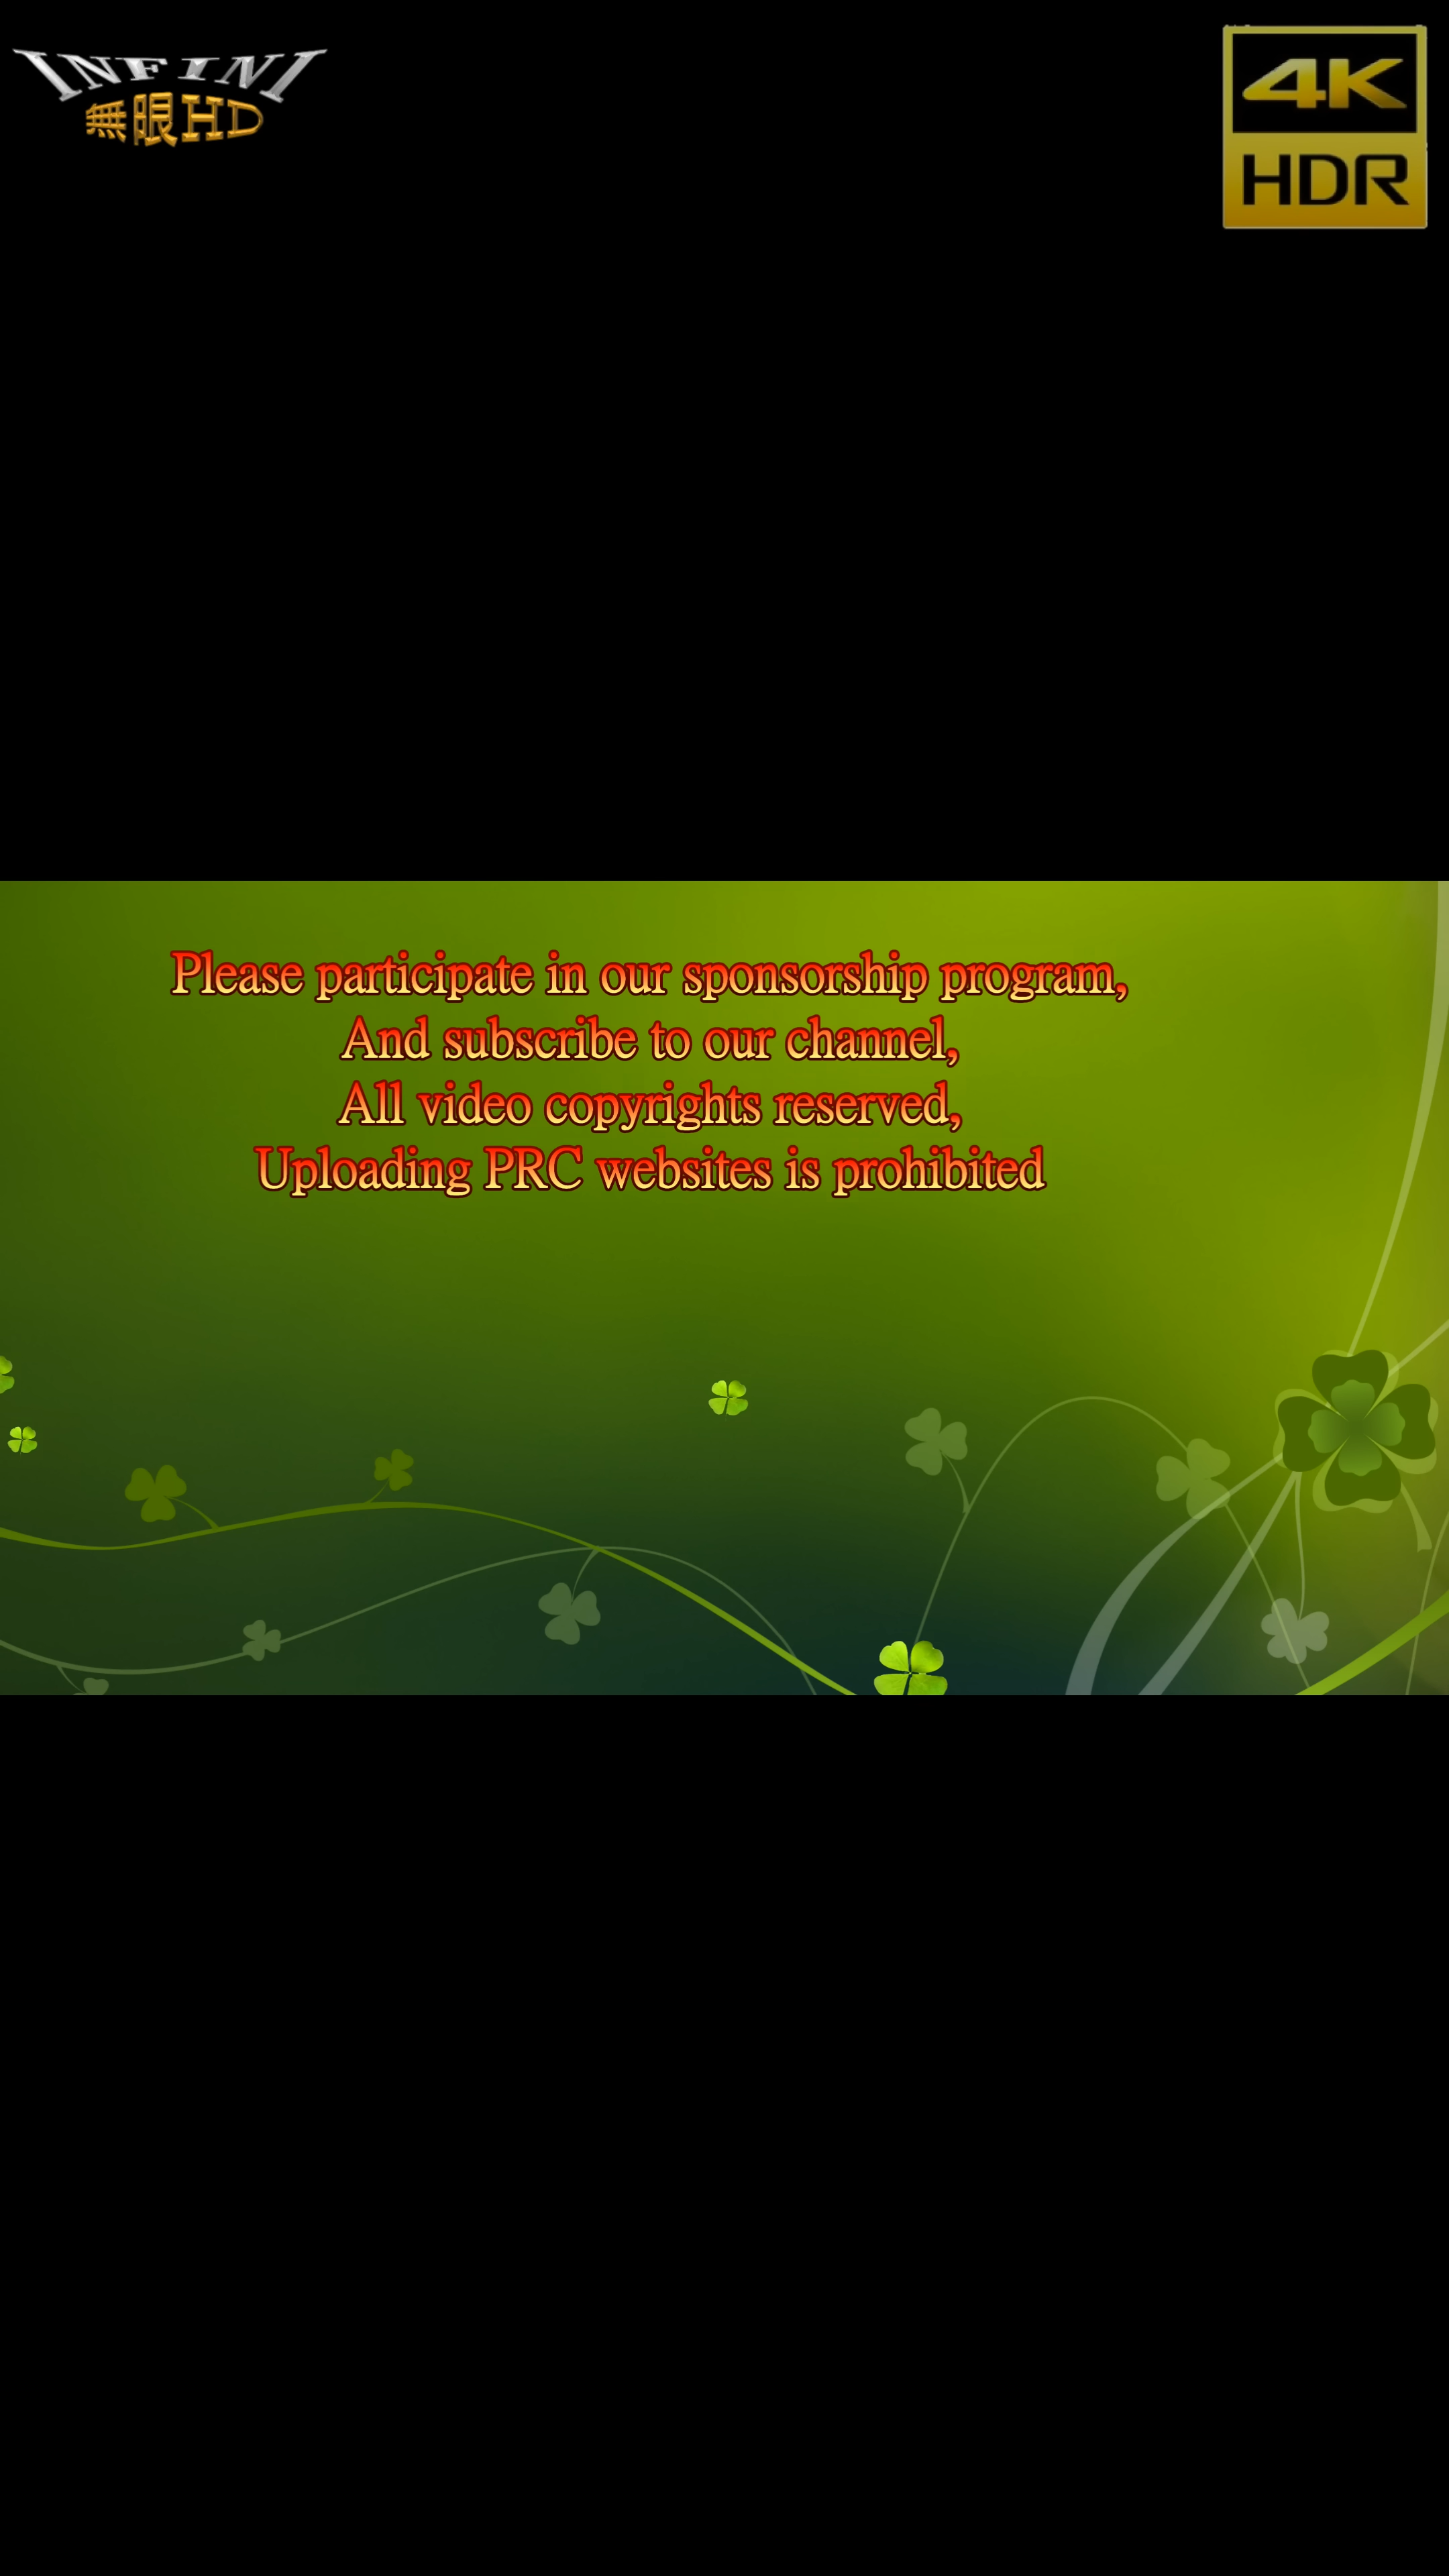 INFINI
無限HD
4K
HDR
Please participate in our sponsorship program,
And subscribe to our channel,
All video copyrights reserved,
Uploading PRC websites is prohibited